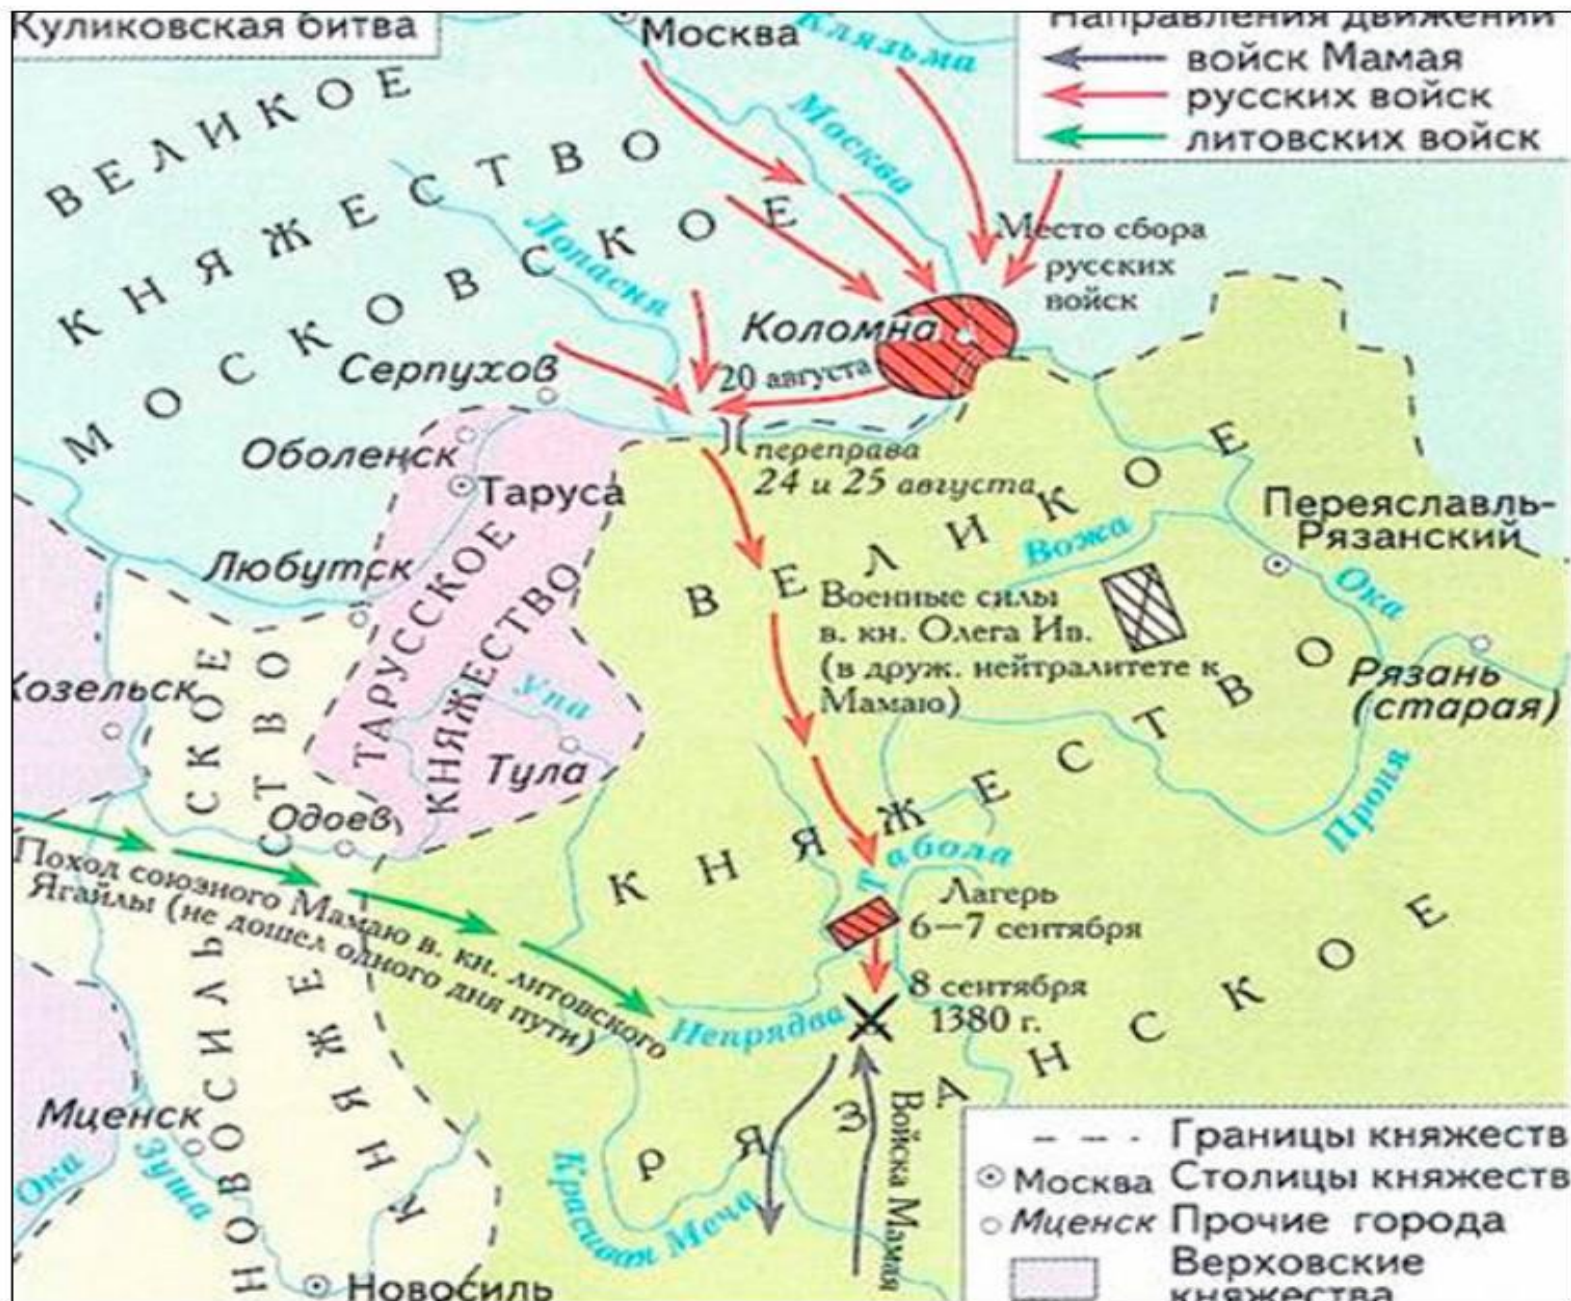 Куликовская битва
Москва
Клязьма
Направления движений
войск Мамая
русских войск
литовских войск
ВЕЛИКОЕ
КНЯЖЕСТВО
МОСКОВСКОЕ
Москва
Лопасня
Место сбора
русских
войск
Коломна
Серпухов
20 августа
Оболенск
Таруса
переправа
24 и 25 августа
Любутск
ТАРУССКОЕ
КНЯЖЕСТВО
ВЕЛИКОЕ
Вожа
Переяславль-
Рязанский
Ока
Военные силы
в. кн. Олега Ив.
(в друж. нейтралитете к
Мамаю)
Рязань
(старая)
Козельск
Упа
Тула
Одоев
Проня
КНЯЖЕСТВО
Табола
Лагерь
6—7 сентября
Поход союзного Мамаю в. кн. литовского
Ягайлы (не дошел одного дня пути)
8 сентября
1380 г.
Непрядва
РЯЗАНСКОЕ
Войска Мамая
Красивая Меча
НОВОСИЛЬСКОЕ
КНЯЖЕСТВО
Мценск
Ока
Зуша
Новосиль
Границы княжеств
Москва Столицы княжеств
Мценск Прочие города
Верховские
княжества